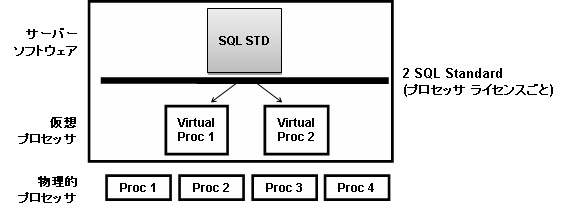 サーバー
ソフトウェア
SQL STD
2 SQL Standard
(プロセッサ ライセンスごと)
仮想
プロセッサ
Virtual
Proc 1
Virtual
Proc 2
物理的
プロセッサ
Proc 1
Proc 2
Proc 3
Proc 4